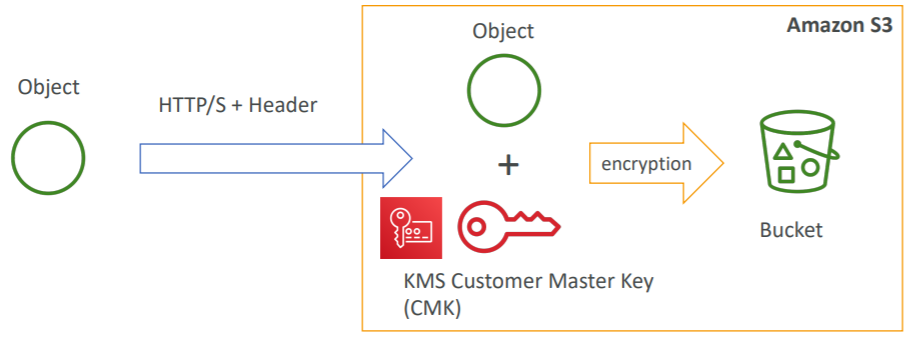 Object
HTTP/S + Header
Amazon S3
Object
+
encryption
KMS Customer Master Key
(CMK)
Bucket